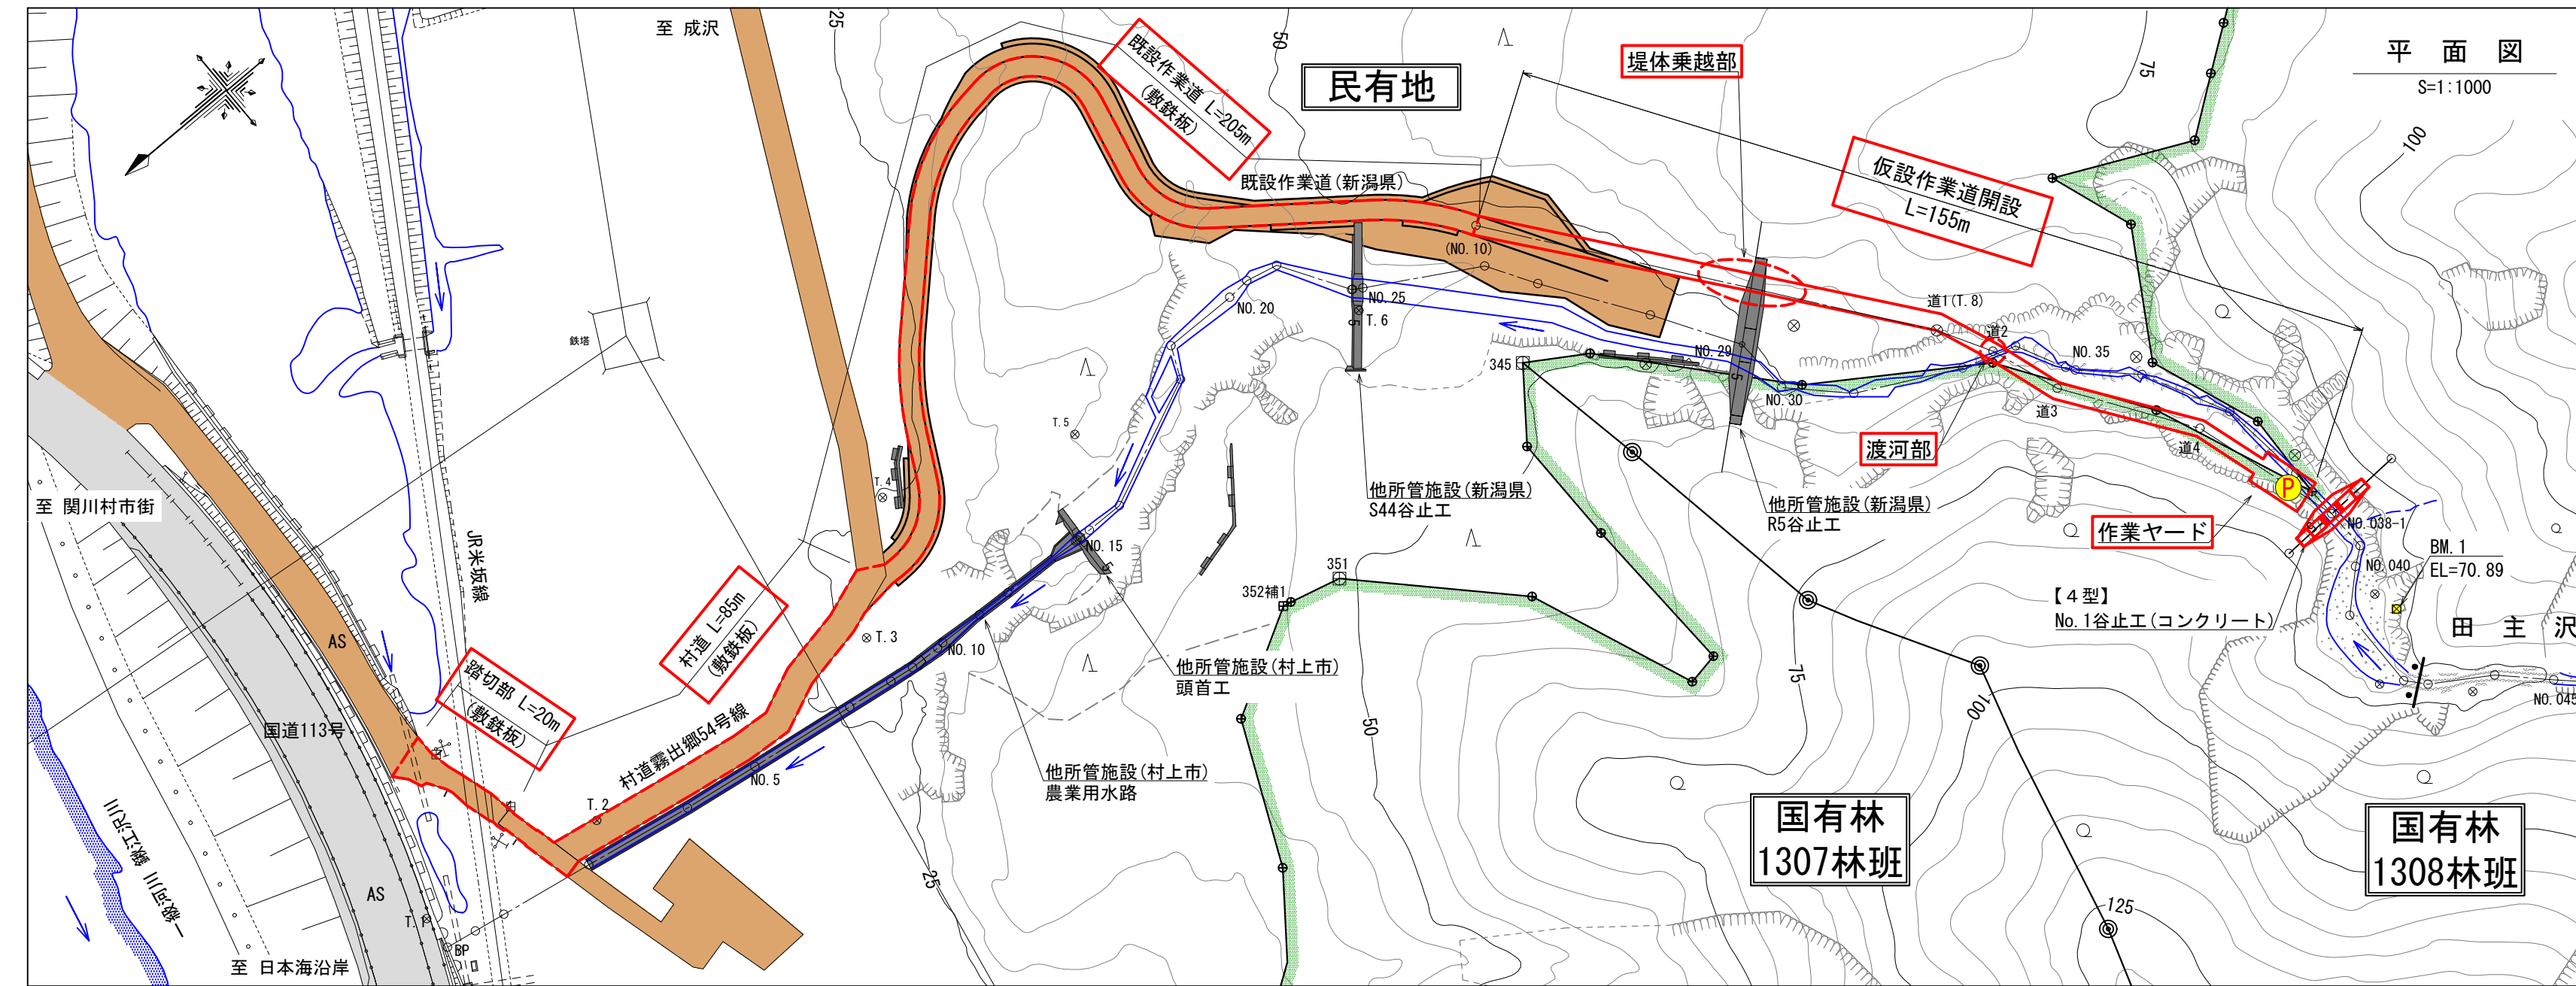 平 面 図
S=1:1000
至 成沢
25
50
75
100
既設作業道 L=205m
(敷鉄板)
民有地
堤体乗越部
仮設作業道開設
L=155m
既設作業道(新潟県)
(NO.10)
道1(T.8)
道2
NO.35
道3
道4
NO.20
NO.25
T.6
5
NO.29
5
NO.30
345
鉄塔
T.5
T.4
渡河部
P
作業ヤード
NO.038-1
NO.040
BM.1
EL=70.89
田 主 沢
NO.045
【4型】
No.1谷止工(コンクリート)
至 関川村市街
JR米坂線
他所管施設(新潟県)
S44谷止工
他所管施設(新潟県)
R5谷止工
NO.15
5
351
352補1
村道 L=85m
(敷鉄板)
T.3
NO.10
他所管施設(村上市)
頭首工
踏切部 L=20m
(敷鉄板)
AS
国道113号
村道霧出郷54号線
T.2
NO.5
他所管施設(村上市)
農業用水路
50
75
100
125
25
国有林
1307林班
国有林
1308林班
一級河川 鍬江沢川
AS
T.1
BP
至 日本海沿岸